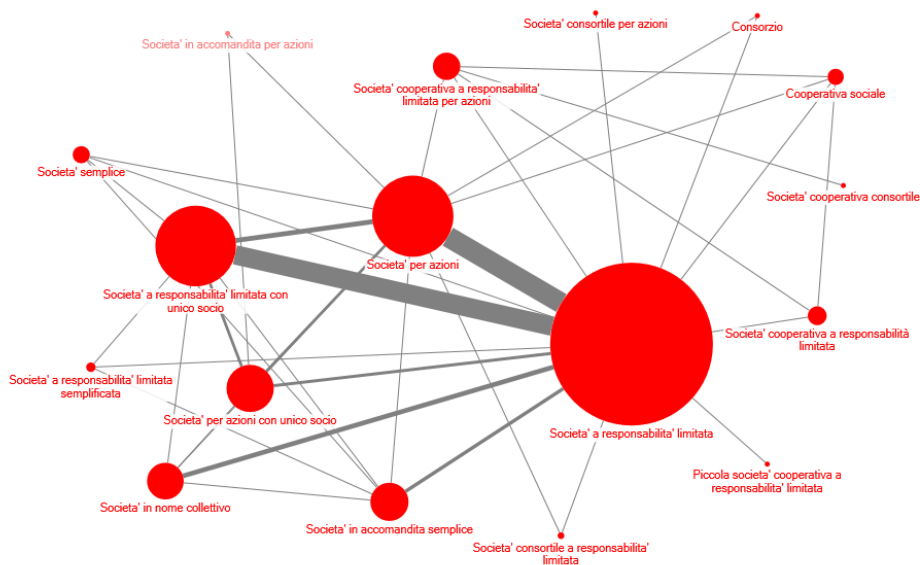 Societa' consortile per azioni
Consorzio
Societa' in accomandita per azioni
Societa' cooperativa a responsabilita'
limitata per azioni
Cooperativa sociale
Societa' semplice
Societa' cooperativa consortile
Societa' per azioni
Societa' a responsabilita' limitata con
unico socio
Societa' cooperativa a responsabilità
limitata
Societa' a responsabilita' limitata
semplificata
Societa' per azioni con unico socio
Societa' a responsabilita' limitata
Piccola societa' cooperativa a
responsabilita' limitata
Societa' in nome collettivo
Societa' in accomandita semplice
Societa' consortile a responsabilita'
limitata